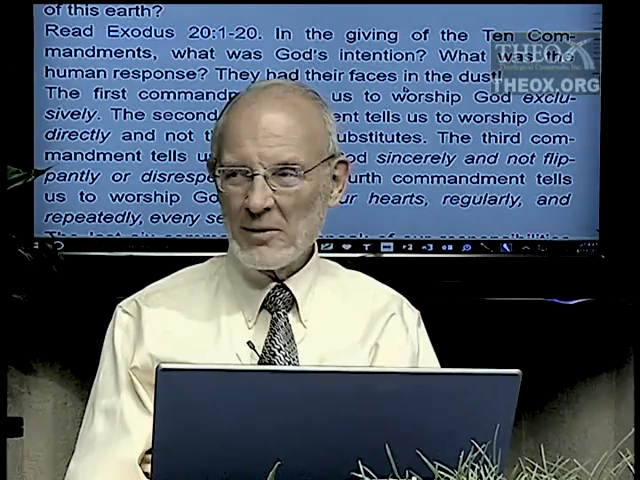 of this earth?
Read Exodus 20:1-20. In the giving of the Ten Com-
mandments, what was God's intention? What was the
human response? They had their faces in the dust!
The first command us to worship God exclu-
sively. The second ent tells us to worship God
directly and not t ubstitutes. The third com-
mandment tells u od sincerely and not flip-
pantly or disrespe urth commandment tells
us to worship Go ur hearts, regularly, and
repeatedly, every se
THEOX
THEOX.ORG